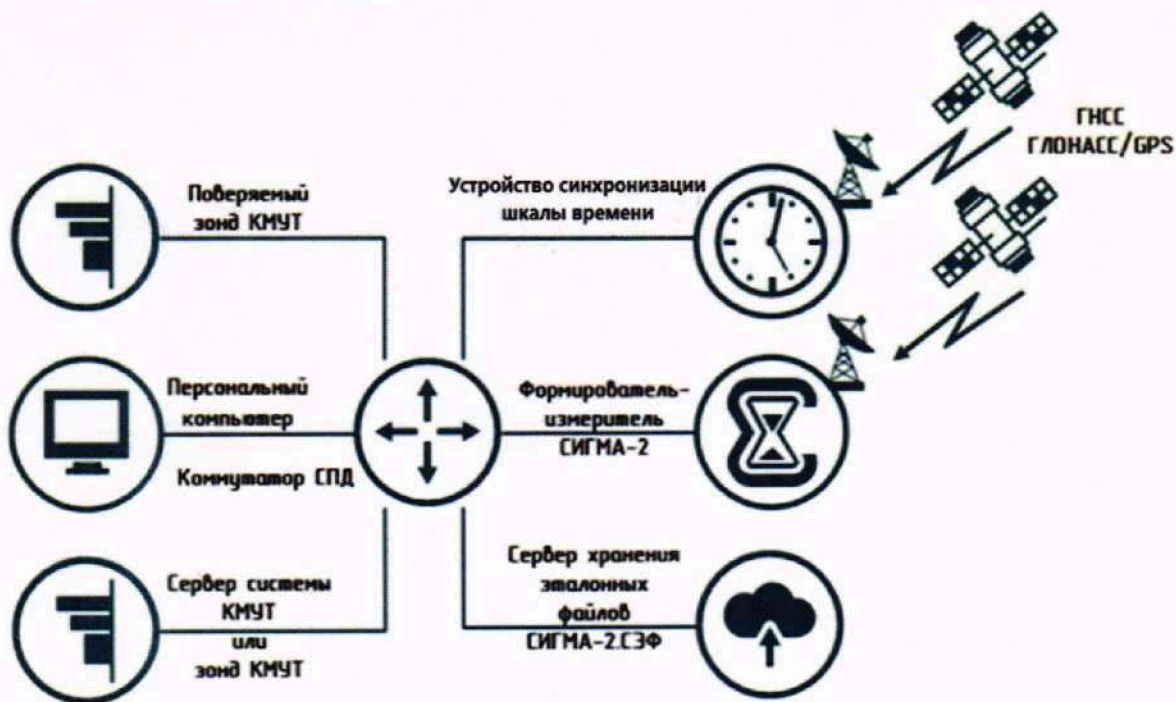 ГНСС
ГЛОНАСС/GPS
Поверяемый
зонд КМУТ
Устройство синхронизации
шкалы времени
Персональный
компьютер
Коммутатор СПД
Формирователь-
измеритель
СИГМА-2
Сервер системы
КМУТ
или
зонд КМУТ
Сервер хранения
эталонных
файлов
СИГМА-2.СЭФ